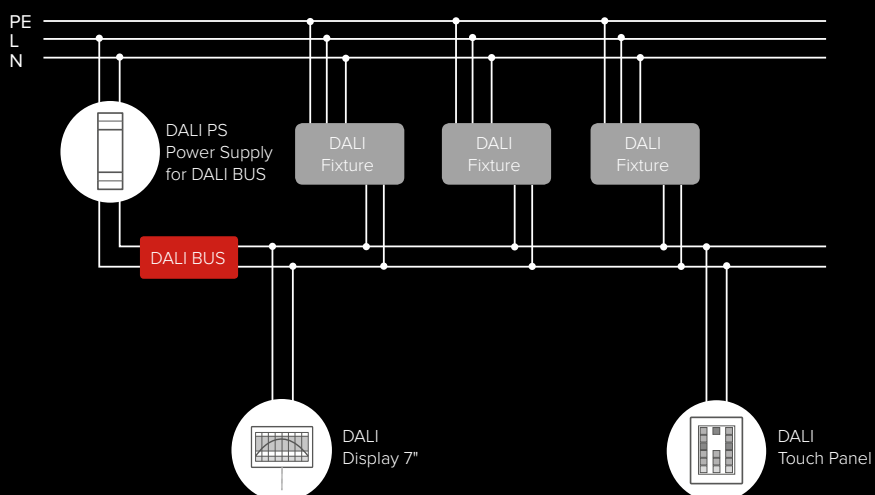 PE
L
N
DALI PS
Power Supply
for DALI BUS
DALI
Fixture
DALI
Fixture
DALI
Fixture
DALI BUS
DALI
Display 7"
DALI
Touch Panel